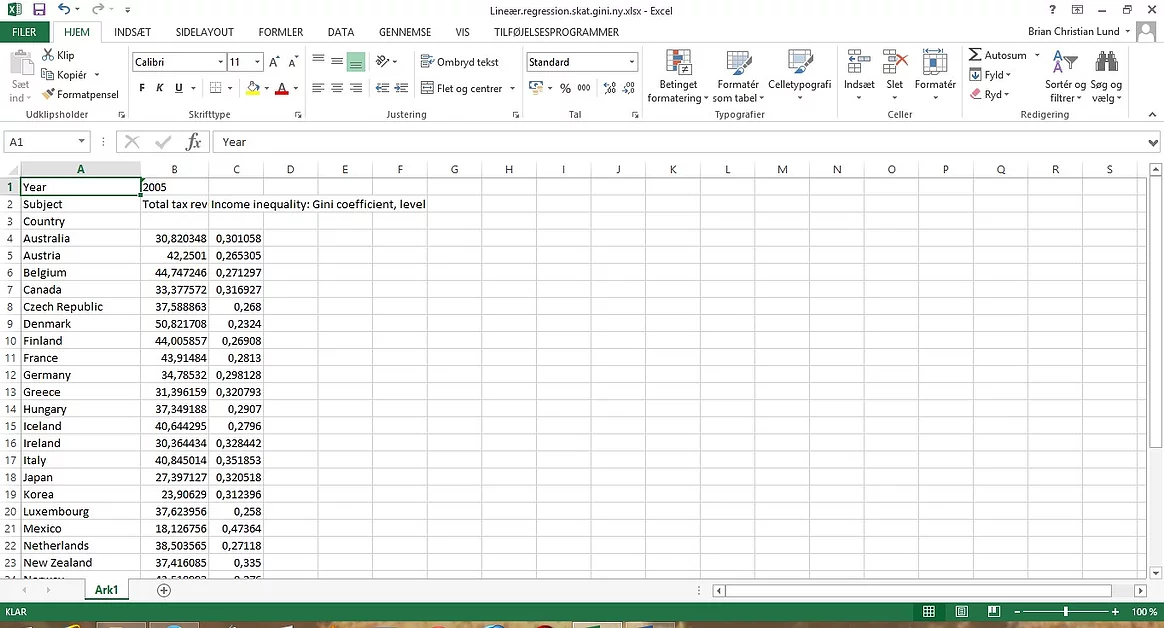 Lineær.regression.skat.gini.ny.xlsx - Excel
FILER HJEM INDSÆT SIDELAYOUT FORMLER DATA GENNEMSE VIS TILFØJELSESPROGRAMMER Brian Christian Lund
Sæt ind
Klip
Kopiér
Formatpensel
Udklipsholder
Calibri 11
F K U
Skrifttype
Ombryd tekst
Flet og centrer
Justering
Standard
% 000
Tal
Betinget formatering
Formatér som tabel
Celletypografi
Typografier
Indsæt
Slet
Formatér
Celler
Autosum
Fyld
Ryd
Sortér og filtrer
Søg og vælg
Redigering
A1 fx Year
A B C D E F G H I J K L M N O P Q R S
1 Year 2005
2 Subject Total tax rev Income inequality: Gini coefficient, level
3 Country
4 Australia 30,820348 0,301058
5 Austria 42,2501 0,265305
6 Belgium 44,747246 0,271297
7 Canada 33,377572 0,316927
8 Czech Republic 37,588863 0,268
9 Denmark 50,821708 0,2324
10 Finland 44,005857 0,26908
11 France 43,91484 0,2813
12 Germany 34,78532 0,298128
13 Greece 31,396159 0,320793
14 Hungary 37,349188 0,2907
15 Iceland 40,644295 0,2796
16 Ireland 30,364434 0,328442
17 Italy 40,845014 0,351853
18 Japan 27,397127 0,320518
19 Korea 23,90629 0,312396
20 Luxembourg 37,623956 0,258
21 Mexico 18,126756 0,47364
22 Netherlands 38,503565 0,27118
23 New Zealand 37,416085 0,335
24 Norway
Ark1
KLAR 100 %